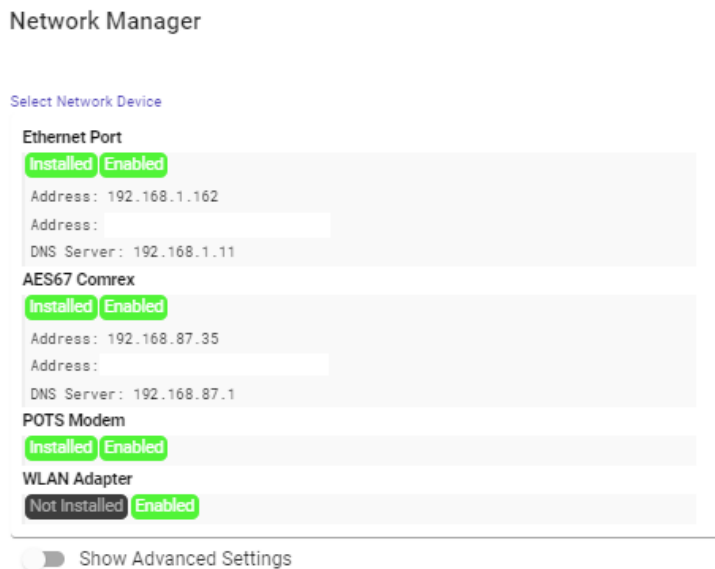 Network Manager
Select Network Device
Ethernet Port
Installed Enabled
Address: 192.168.1.162
Address:
DNS Server: 192.168.1.11
AES67 Comrex
Installed Enabled
Address: 192.168.87.35
Address:
DNS Server: 192.168.87.1
POTS Modem
Installed Enabled
WLAN Adapter
Not Installed Enabled
Show Advanced Settings